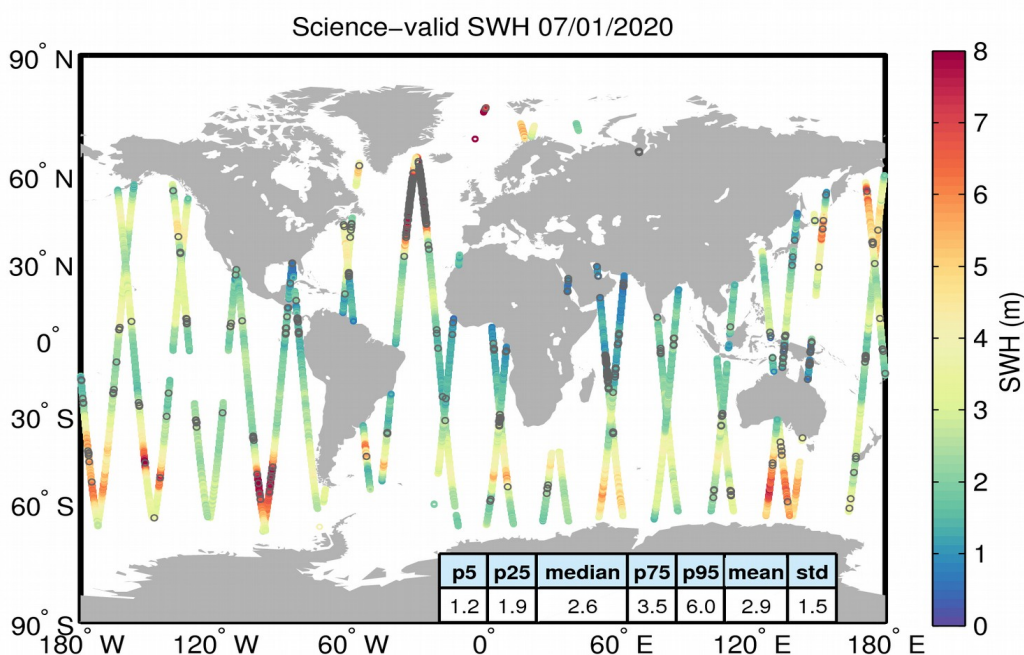 Science–valid SWH 07/01/2020
90° N
60° N
30° N
0°
30° S
60° S
90° S
180° W
120° W
60° W
0°
60° E
120° E
180° E
p5 p25 median p75 p95 mean std
1.2 1.9 2.6 3.5 6.0 2.9 1.5
8
7
6
5
4
3
2
1
0
SWH (m)